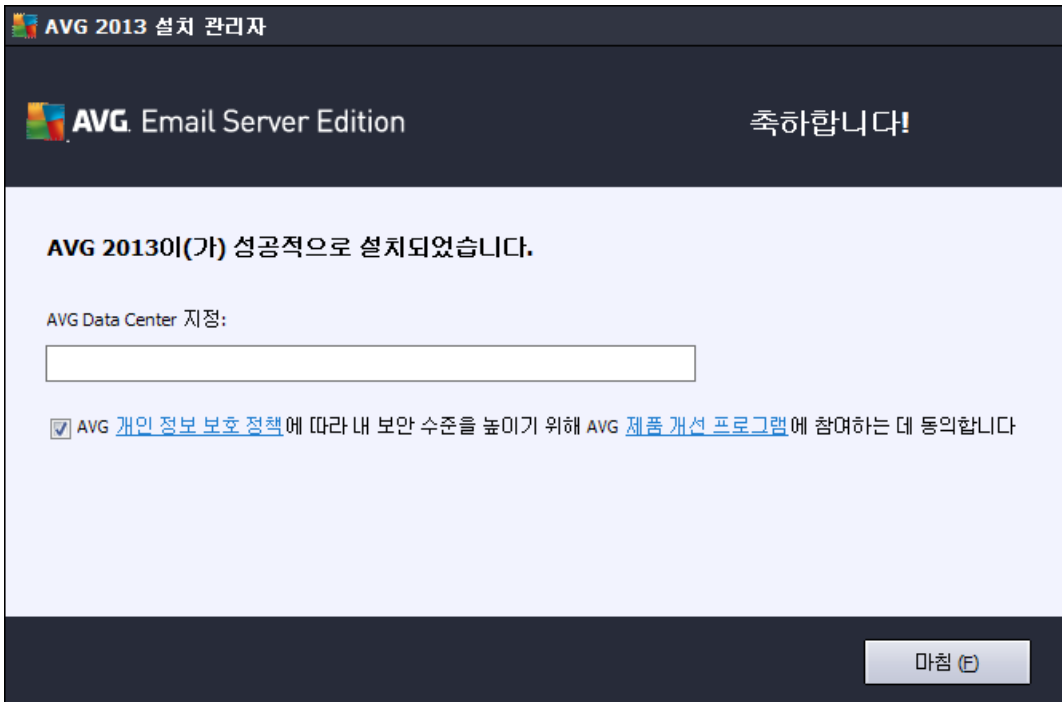 AVG 2013 설치 관리자
AVG. Email Server Edition
축하합니다!
AVG 2013이(가) 성공적으로 설치되었습니다.
AVG Data Center 지정:
AVG 개인 정보 보호 정책에 따라 내 보안 수준을 높이기 위해 AVG 제품 개선 프로그램에 참여하는 데 동의합니다
마침 (F)